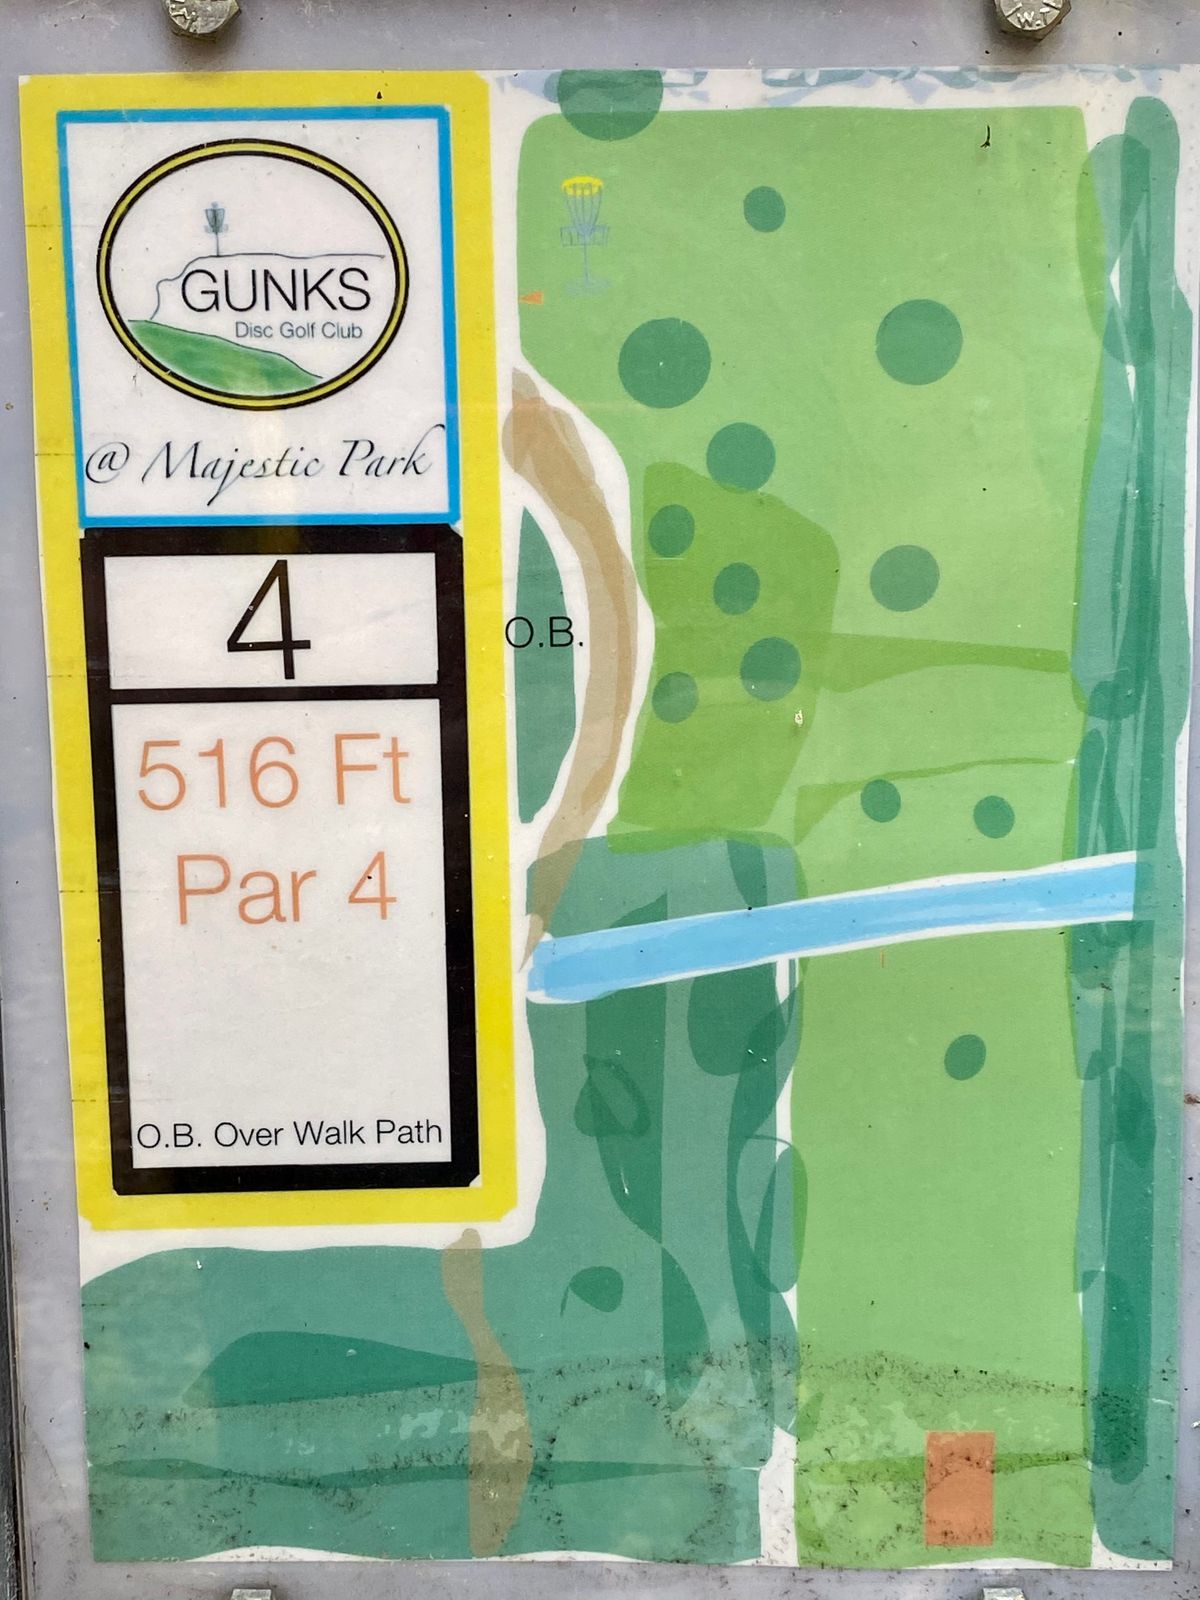 GUNKS
Disc Golf Club
@ Majestic Park
4
516 Ft
Par 4
O.B. Over Walk Path
O.B.